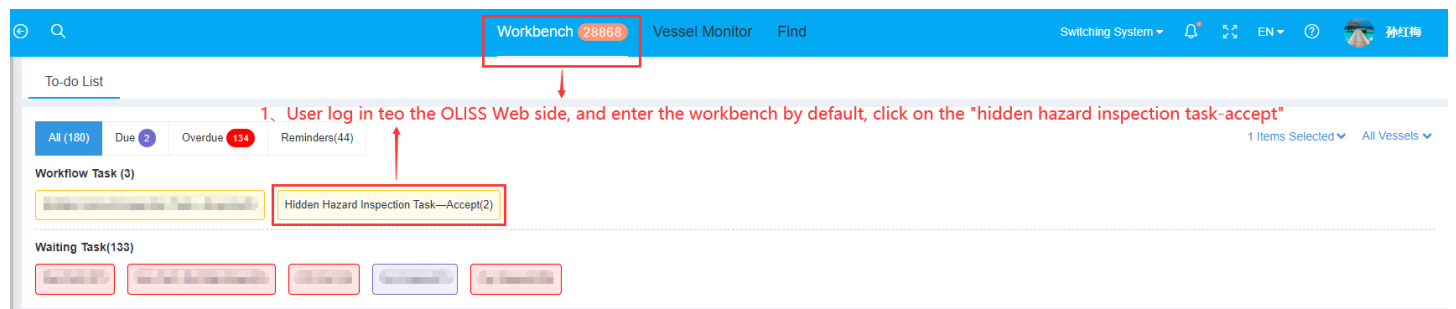 Workbench 28868 Vessel Monitor Find Switching System EN 孙红梅
To-do List
1、User log in teo the OLISS Web side, and enter the workbench by default, click on the "hidden hazard inspection task-accept"
All (180) Due 2 Overdue 134 Reminders(44) 1 Items Selected All Vessels
Workflow Task (3)
Hidden Hazard Inspection Task—Accept(2)
Waiting Task(133)